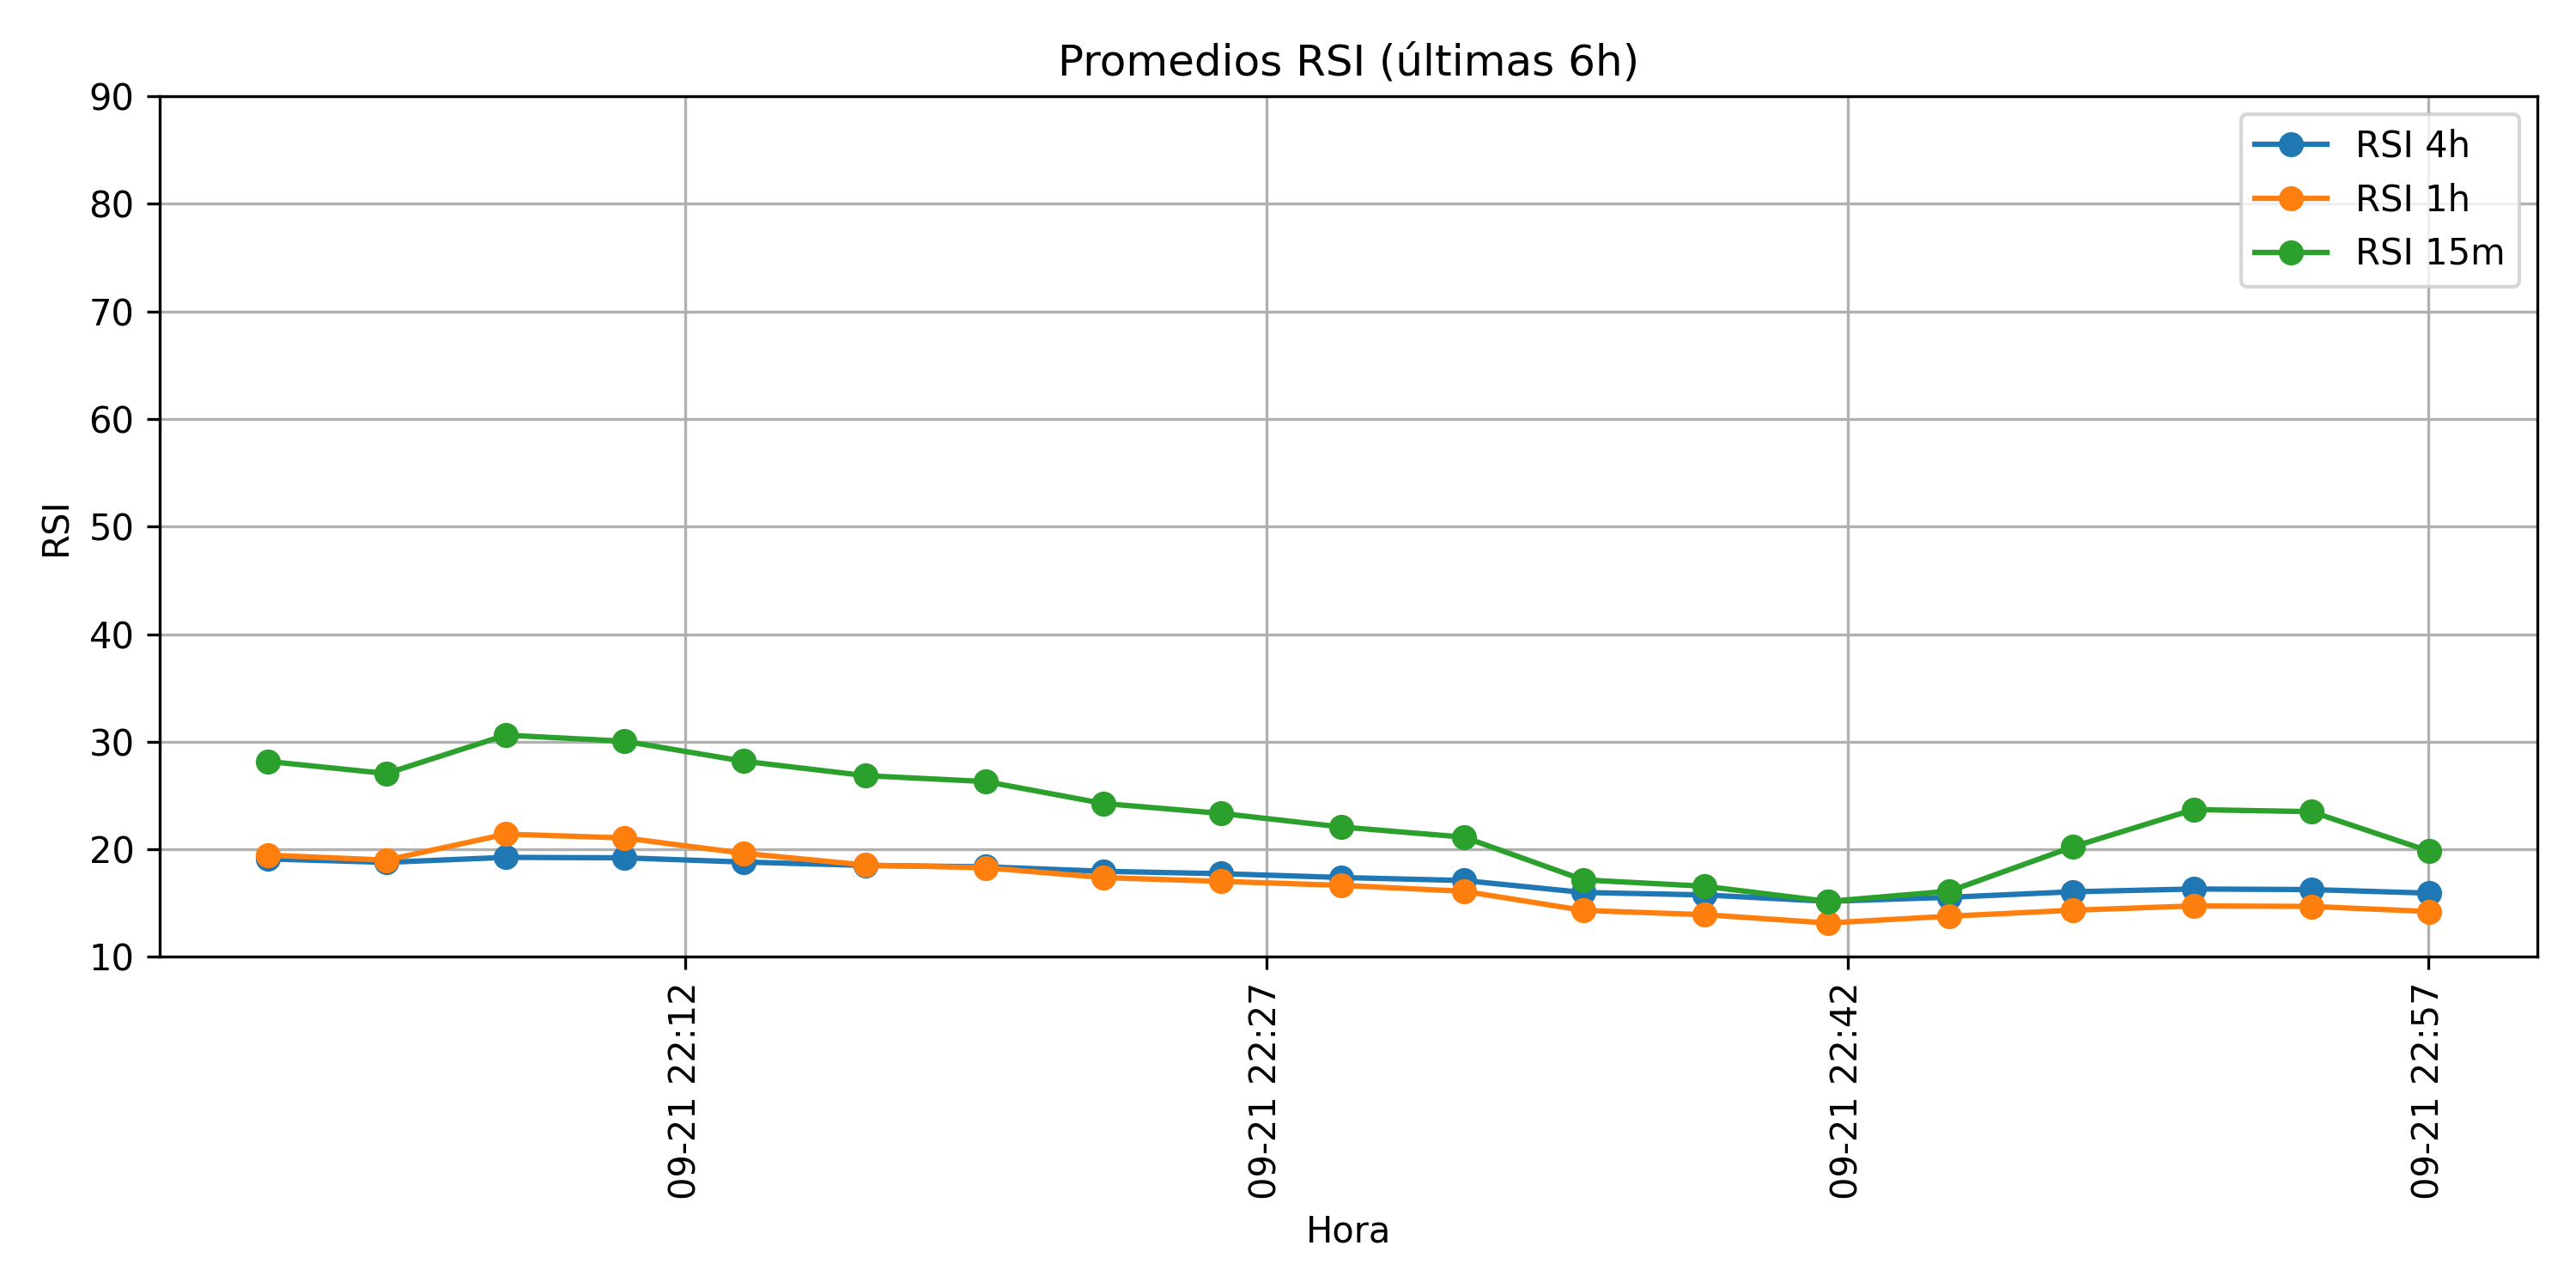 Promedios RSI (últimas 6h)
RSI 4h
RSI 1h
RSI 15m
RSI
90
80
70
60
50
40
30
20
10
09-21 22:12
09-21 22:27
09-21 22:42
09-21 22:57
Hora